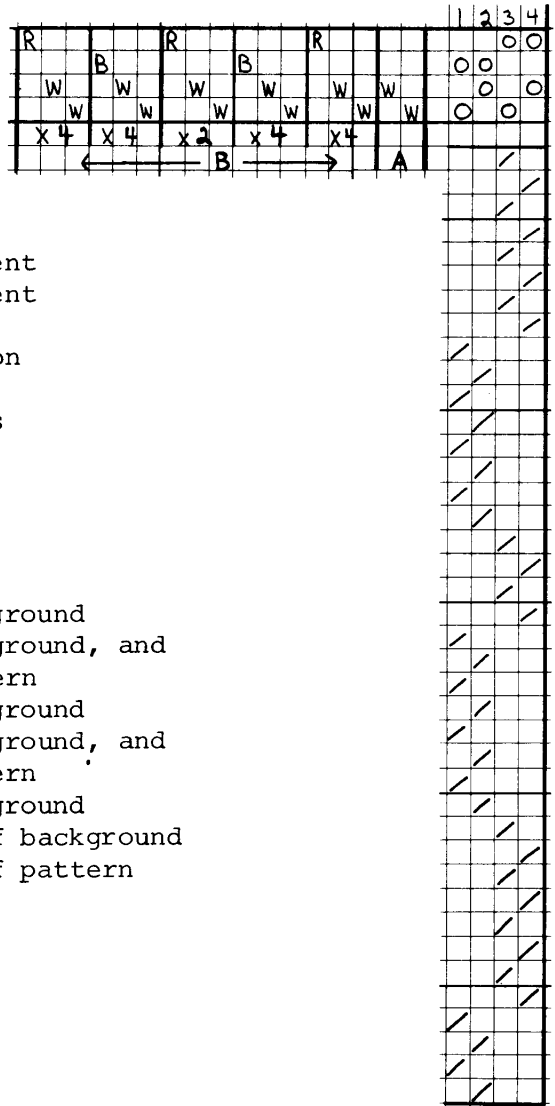 1 2 3 4
R R R O O
B B O O
W W W W W W O O
W W W W W W O O
X 4 X 4 X 2 X 4 X 4
B A
ent
ent
on
s
ground
ground, and
ern
ground
ground, and
ern
ground
f background
f pattern